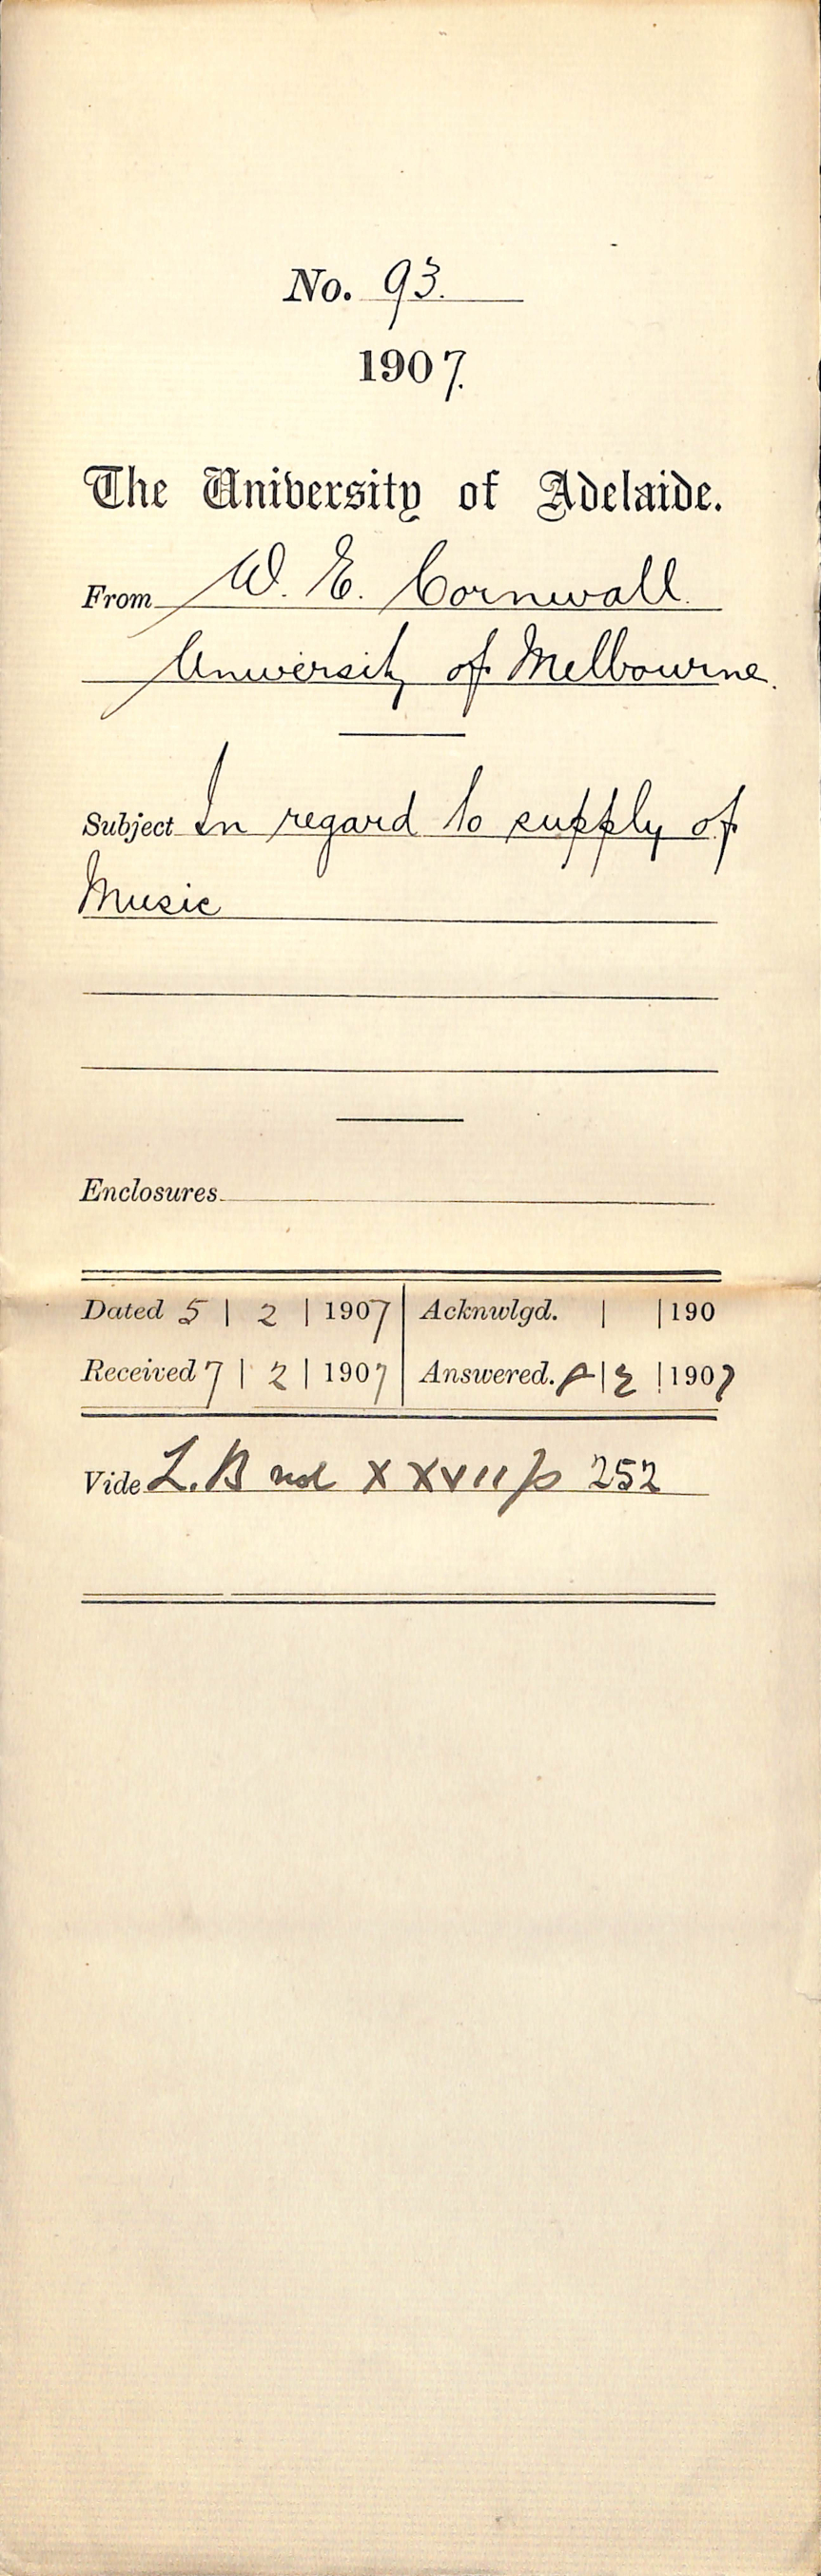 No. 93.
1907.
The University of Adelaide.
From W. E. Cornwall.
University of Melbourne.
Subject In regard to supply of
Music
Enclosures
Dated 5 | 2 | 1907 | Acknwlgd. | | 190
Received 7 | 2 | 1907 | Answered. 8 | 2 | 1907
Vide L.B vol XXVII p 252